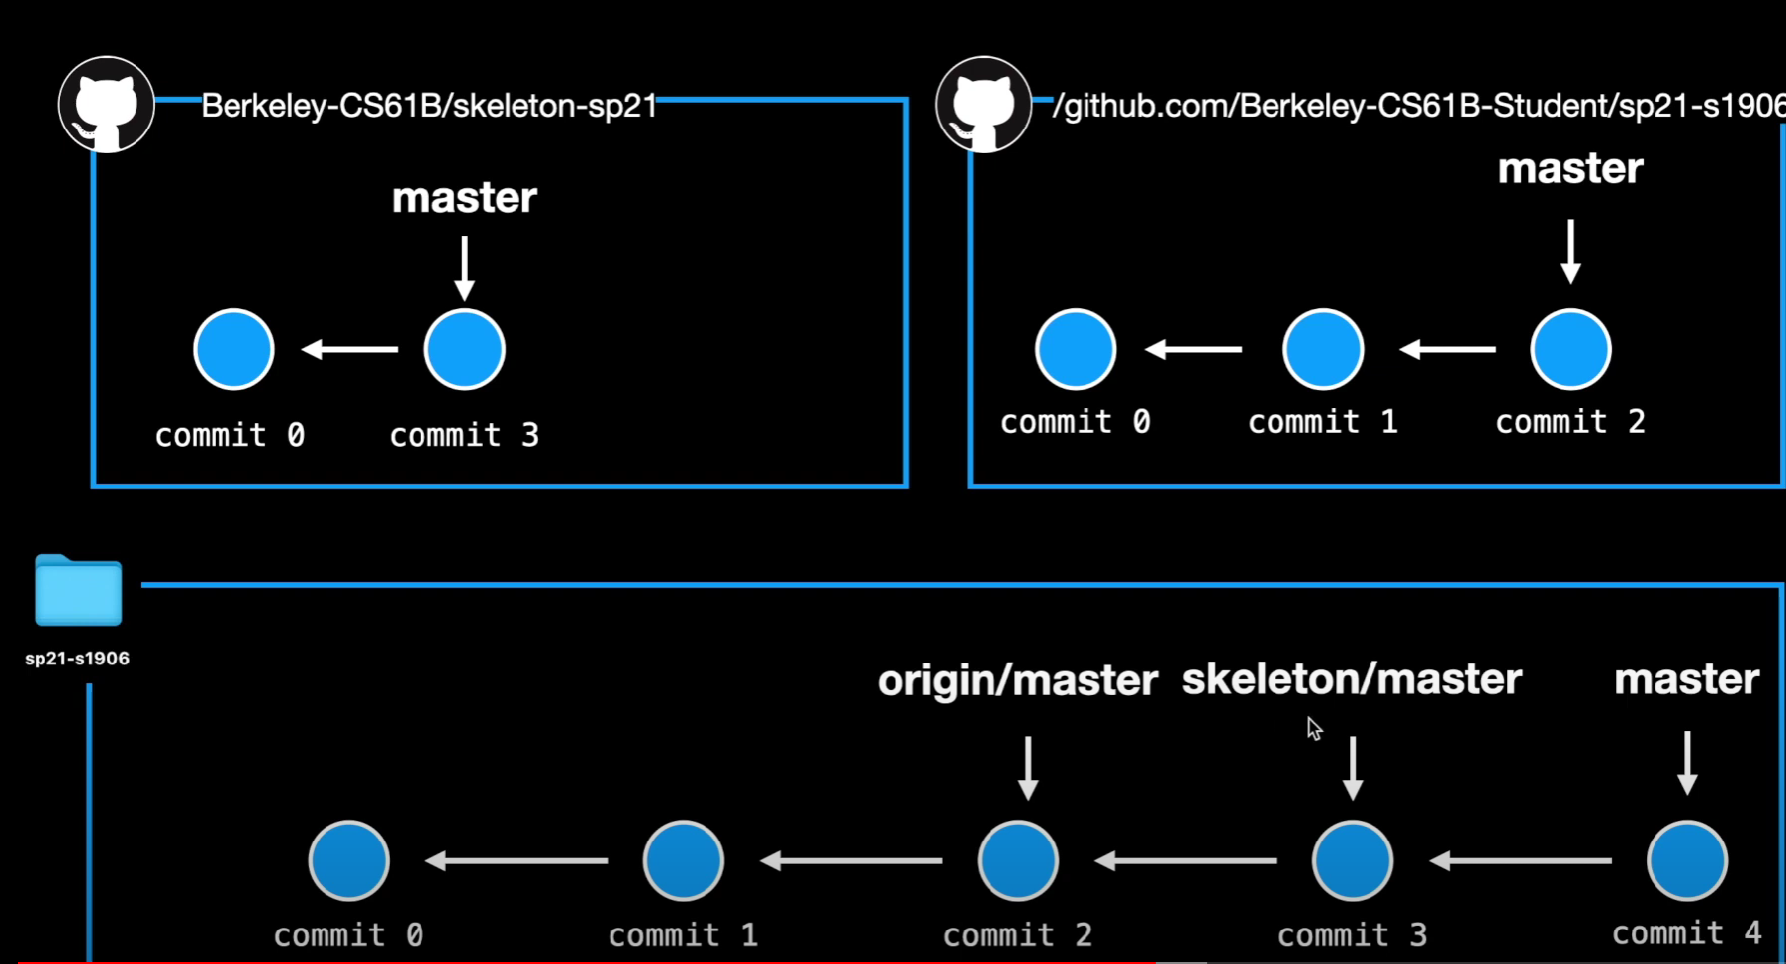 Berkeley-CS61B/skeleton-sp21
master
commit 0
commit 3
/github.com/Berkeley-CS61B-Student/sp21-s1906
master
commit 0
commit 1
commit 2
sp21-s1906
origin/master
skeleton/master
master
commit 0
commit 1
commit 2
commit 3
commit 4